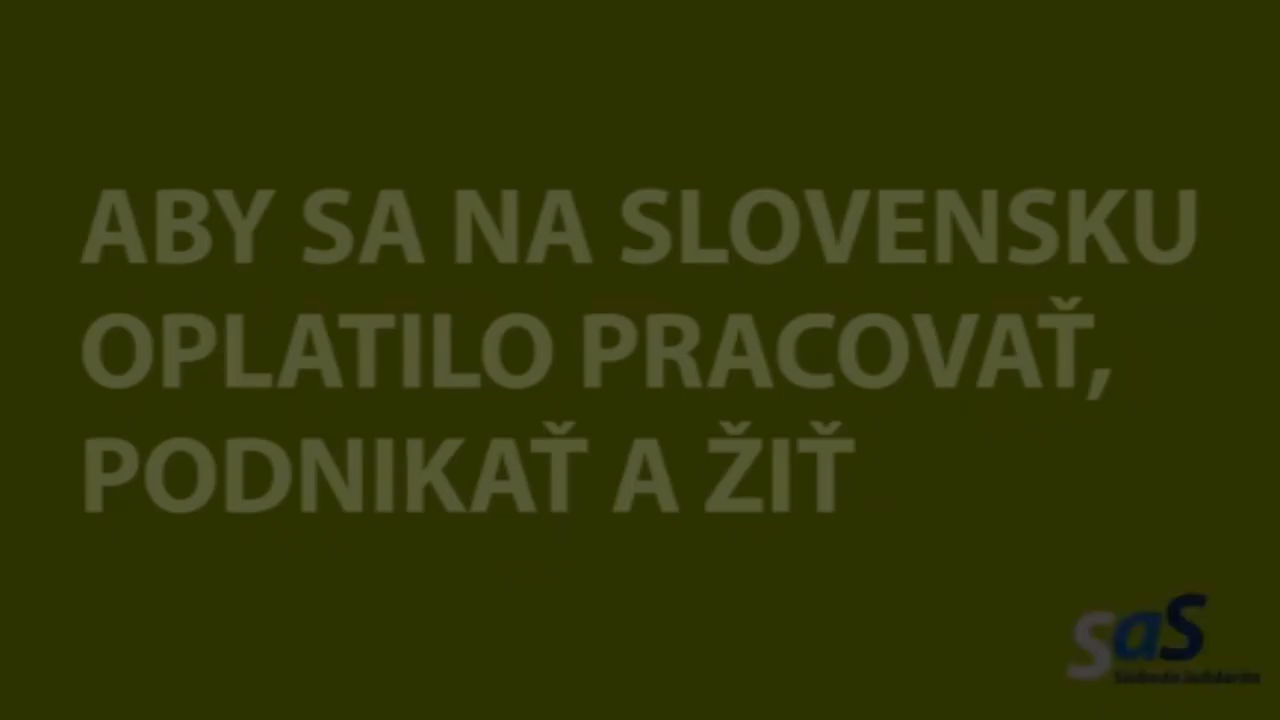 ABY SA NA SLOVENSKU
OPLATILO PRACOVAŤ,
PODNIKAŤ A ŽIŤ
SaS